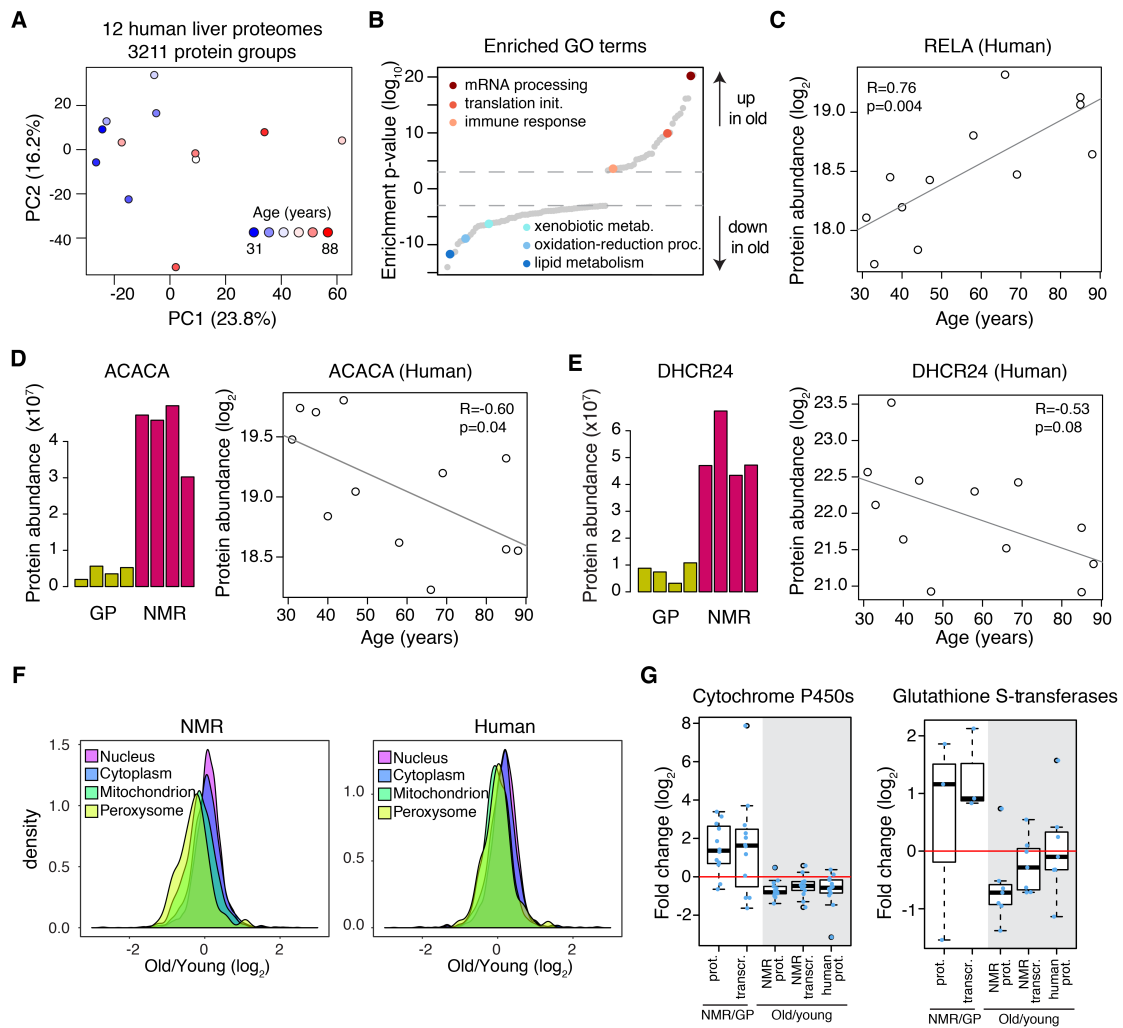 A
12 human liver proteomes
3211 protein groups
PC2 (16.2%)
20
0
-20
-40
Age (years)
31
88
-20
0
20
40
60
PC1 (23.8%)
B
Enriched GO terms
Enrichment p-value (log10)
20
10
0
-10
mRNA processing
translation init.
immune response
xenobiotic metab.
oxidation-reduction proc.
lipid metabolism
up
in old
down
in old
C
RELA (Human)
Protein abundance (log2)
R=0.76
p=0.004
19.0
18.5
18.0
30 40 50 60 70 80 90
Age (years)
D
ACACA
Protein abundance (x10^7)
4
3
2
1
0
GP
NMR
ACACA (Human)
Protein abundance (log2)
R=-0.60
p=0.04
19.5
19.0
18.5
30 40 50 60 70 80 90
Age (years)
E
DHCR24
Protein abundance (x10^7)
6
5
4
3
2
1
0
GP
NMR
DHCR24 (Human)
Protein abundance (log2)
R=-0.53
p=0.08
23.5
23.0
22.5
22.0
21.5
21.0
30 40 50 60 70 80 90
Age (years)
F
NMR
density
1.5
1.0
0.5
0.0
Nucleus
Cytoplasm
Mitochondrion
Peroxysome
-2
0
2
Old/Young (log2)
Human
1.0
0.5
0.0
Nucleus
Cytoplasm
Mitochondrion
Peroxysome
-2
0
2
Old/Young (log2)
G
Cytochrome P450s
Fold change (log2)
8
6
4
2
0
-2
prot.
transcr.
NMR prot.
NMR transcr.
human prot.
NMR/GP
Old/young
Glutathione S-transferases
Fold change (log2)
2
1
0
-1
prot.
transcr.
NMR prot.
NMR transcr.
human prot.
NMR/GP
Old/young